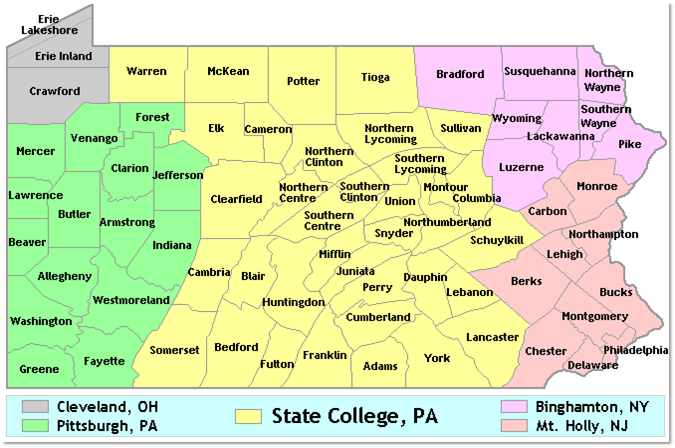 Erie
Lakeshore
Erie Inland
Crawford
Warren
McKean
Potter
Tioga
Bradford
Susquehanna
Northern
Wayne
Forest
Elk
Cameron
Northern
Lycoming
Sullivan
Wyoming
Lackawanna
Southern
Wayne
Pike
Mercer
Venango
Clarion
Jefferson
Northern
Clinton
Southern
Lycoming
Luzerne
Monroe
Lawrence
Butler
Armstrong
Clearfield
Northern
Centre
Southern
Clinton
Union
Montour
Columbia
Carbon
Beaver
Indiana
Southern
Centre
Snyder
Northumberland
Schuylkill
Northampton
Allegheny
Westmoreland
Cambria
Blair
Huntingdon
Mifflin
Juniata
Perry
Dauphin
Lebanon
Berks
Lehigh
Bucks
Washington
Cumberland
Montgomery
Greene
Fayette
Somerset
Bedford
Futton
Franklin
Adams
York
Lancaster
Chester
Delaware
Philadelphia
Cleveland, OH
Pittsburgh, PA
State College, PA
Binghamton, NY
Mt. Holly, NJ